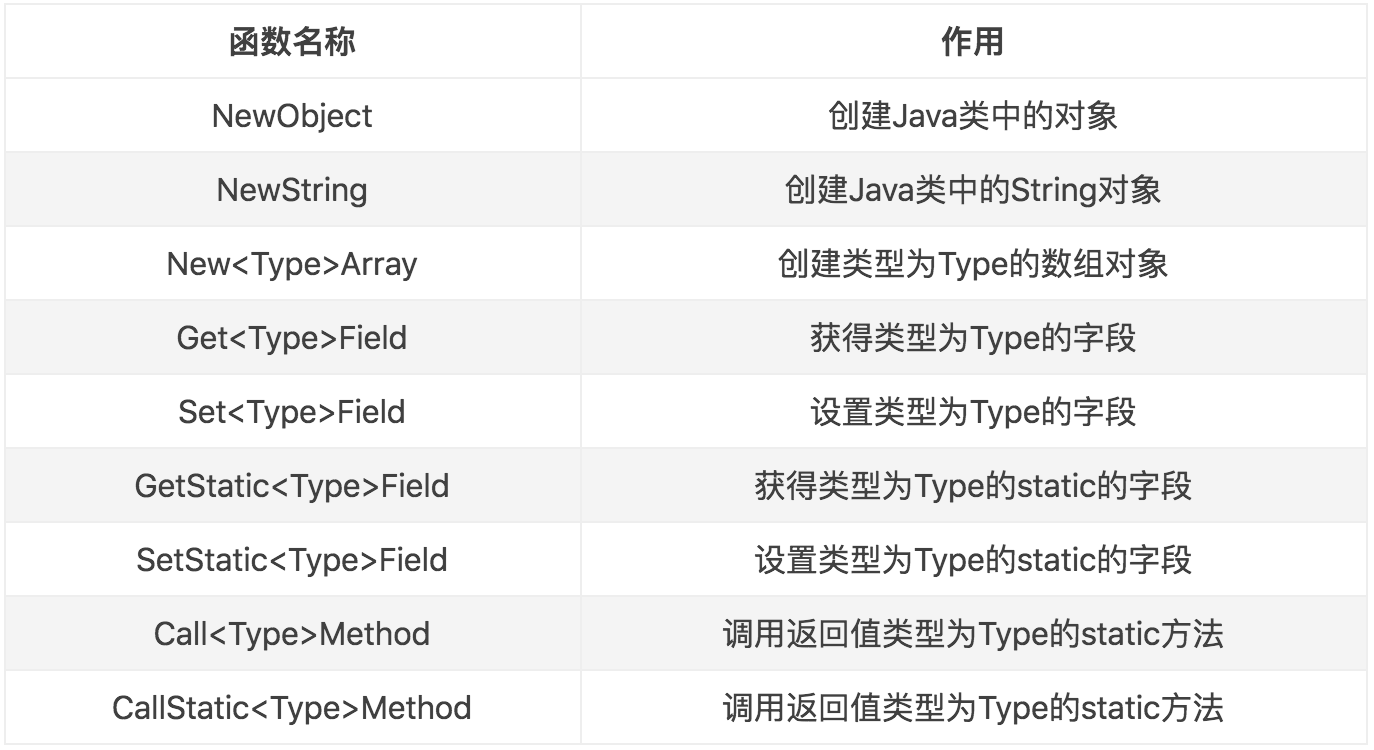 函数名称 作用
NewObject 创建Java类中的对象
NewString 创建Java类中的String对象
New<Type>Array 创建类型为Type的数组对象
Get<Type>Field 获得类型为Type的字段
Set<Type>Field 设置类型为Type的字段
GetStatic<Type>Field 获得类型为Type的static的字段
SetStatic<Type>Field 设置类型为Type的static的字段
Call<Type>Method 调用返回值类型为Type的static方法
CallStatic<Type>Method 调用返回值类型为Type的static方法